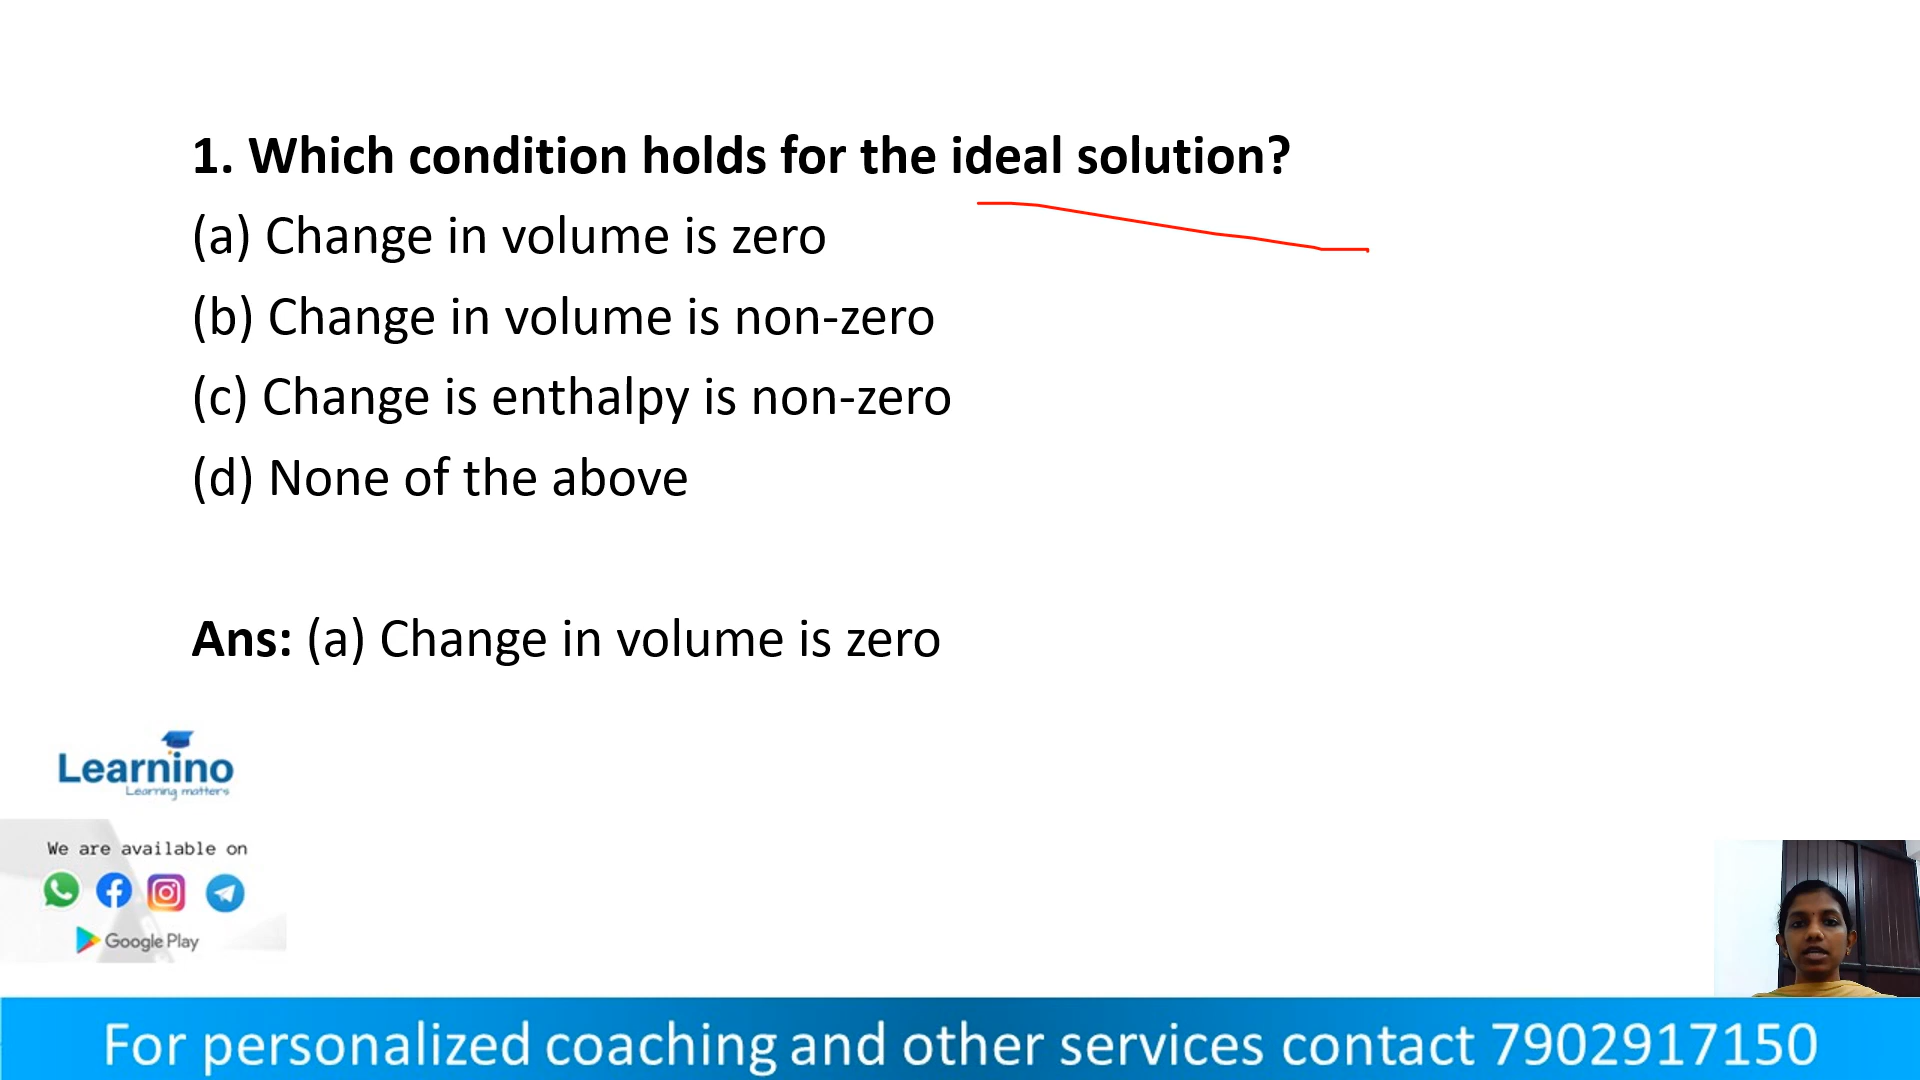 1. Which condition holds for the ideal solution?
(a) Change in volume is zero
(b) Change in volume is non-zero
(c) Change is enthalpy is non-zero
(d) None of the above
Ans: (a) Change in volume is zero
Learnino
Learning matters
We are available on
Google Play
For personalized coaching and other services contact 7902917150